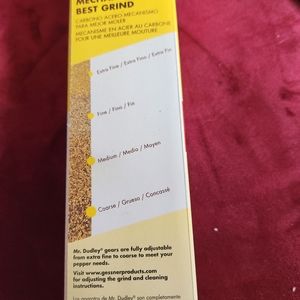 BEST GRIND
CARBONO ACERO MECANISMO
PARA MEJOR MOLER
MECANISME EN ACIER AU CARBONE
POUR UNE MEILLEURE MOUTURE
Extra Fine / Extra Fino / Extra Fin
Fine / Fino / Fin
Medium / Medio / Moyen
Coarse / Grueso / Concassé
Mr. Dudley® gears are fully adjustable
from extra fine to coarse to meet your
pepper needs.
Visit www.gessnerproducts.com
for adjusting the grind and cleaning
instructions.
Los aparatos de Mr. Dudley® son completamente